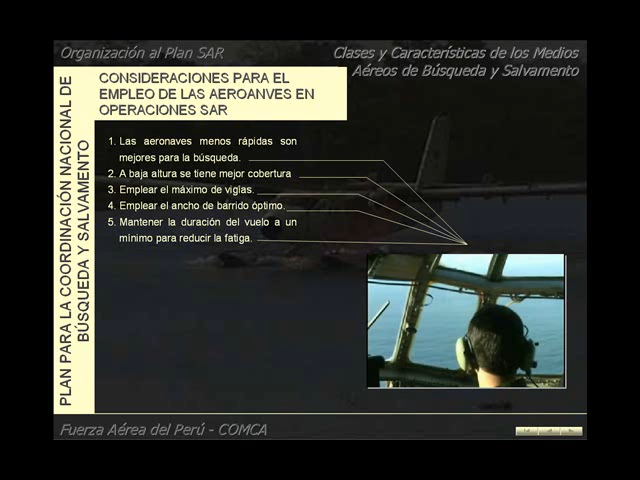 Organización al Plan SAR
Clases y Características de los Medios
Aéreos de Búsqueda y Salvamento
PLAN PARA LA COORDINACIÓN NACIONAL DE
BÚSQUEDA Y SALVAMENTO
CONSIDERACIONES PARA EL
EMPLEO DE LAS AEROANVES EN
OPERACIONES SAR
1. Las aeronaves menos rápidas son
mejores para la búsqueda.
2. A baja altura se tiene mejor cobertura
3. Emplear el máximo de vigías.
4. Emplear el ancho de bárrido óptimo.
5. Mantener la duración del vuelo a un
mínimo para reducir la fatiga.
Fuerza Aérea del Perú - COMCA